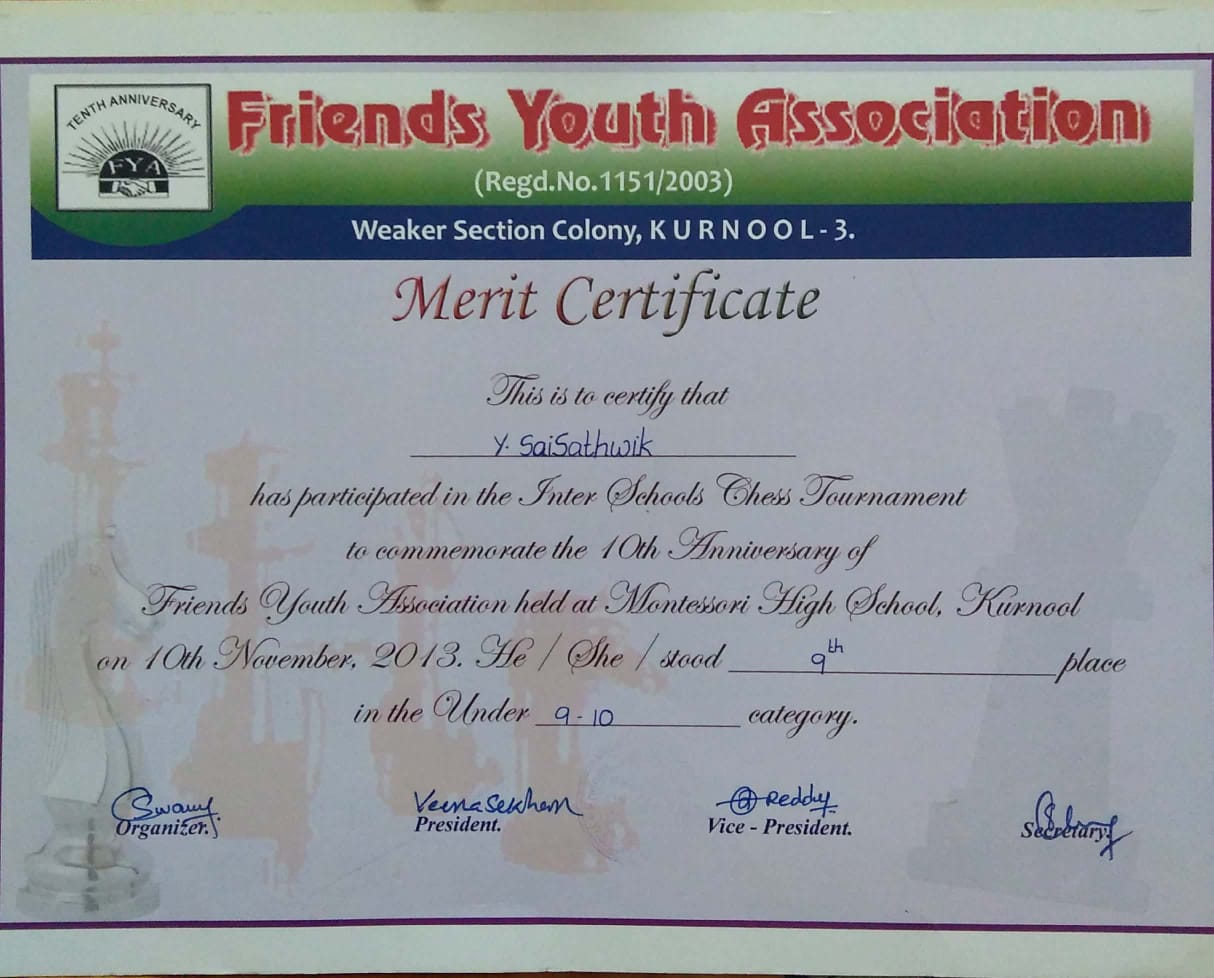 TENTH ANNIVERSARY
FYA
Friends Youth Association
(Regd.No.1151/2003)
Weaker Section Colony, K U R N O O L - 3.
Merit Certificate
This is to certify that
Y. SaiSathwik
has participated in the Inter Schools Chess Tournament
to commemorate the 10th Anniversary of
Friends Youth Association held at Montessori High School, Kurnool
on 10th November, 2013. He / She / stood 9th place
in the Under 9-10 category.
Swamy Reddy
Organizer. President. Vice - President. Secretary.